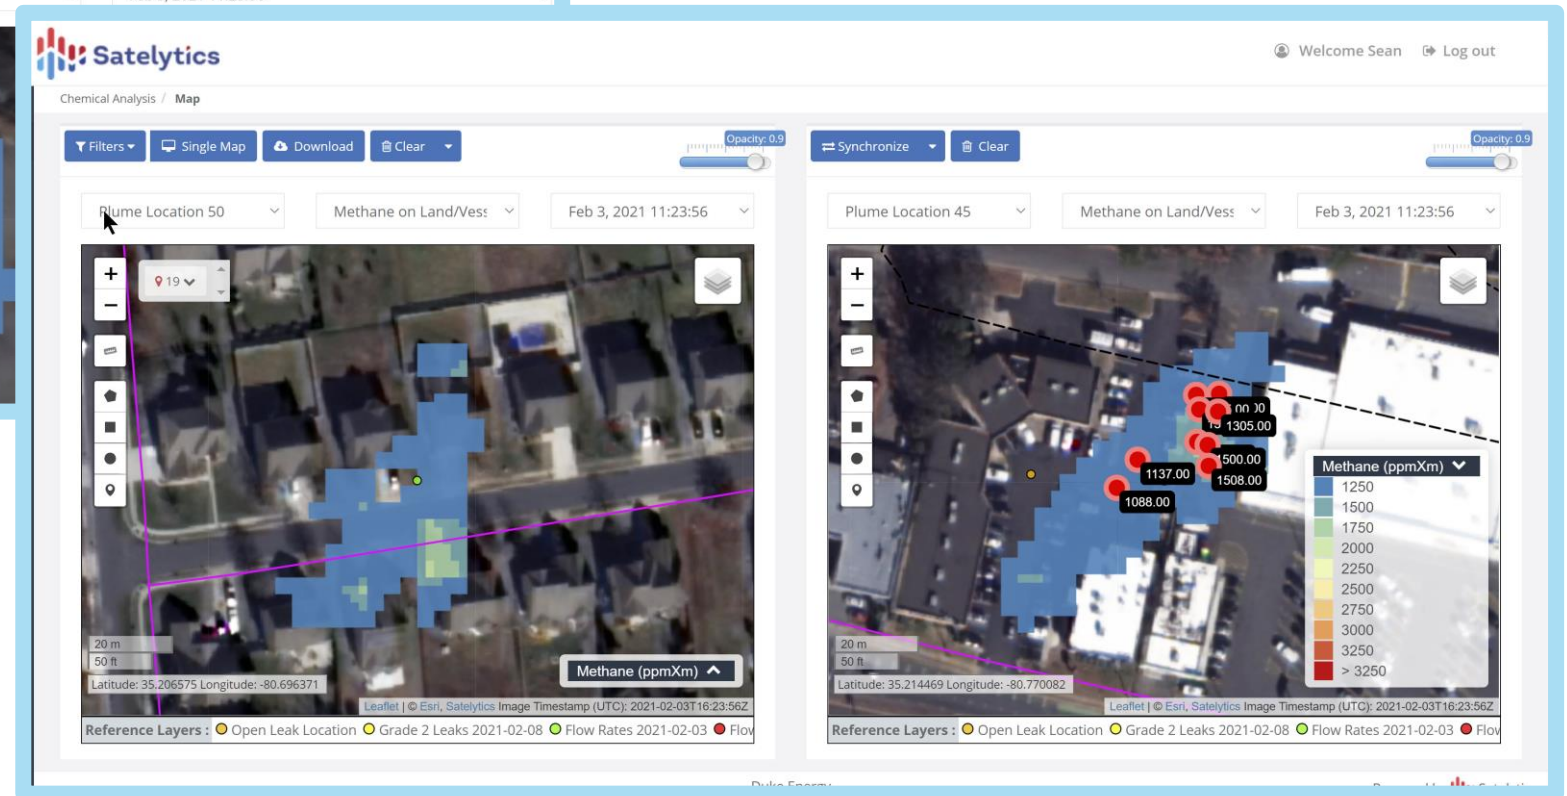 Satelytics
Welcome Sean Log out
Chemical Analysis / Map
Filters Single Map Download Clear Opacity: 0.9
Synchronize Clear Opacity: 0.9
Plume Location 50 Methane on Land/Vess Feb 3, 2021 11:23:56
Plume Location 45 Methane on Land/Vess Feb 3, 2021 11:23:56
+
19
−
+
−
1305.00
1500.00
1137.00
1508.00
1088.00
Methane (ppmXm)
1250
1500
1750
2000
2250
2500
2750
3000
3250
> 3250
20 m
50 ft
Methane (ppmXm)
Latitude: 35.206575 Longitude: -80.696371
Leaflet | © Esri, Satelytics Image Timestamp (UTC): 2021-02-03T16:23:56Z
Reference Layers : Open Leak Location Grade 2 Leaks 2021-02-08 Flow Rates 2021-02-03 Flow
20 m
50 ft
Latitude: 35.214469 Longitude: -80.770082
Leaflet | © Esri, Satelytics Image Timestamp (UTC): 2021-02-03T16:23:56Z
Reference Layers : Open Leak Location Grade 2 Leaks 2021-02-08 Flow Rates 2021-02-03 Flov
Duke Energy